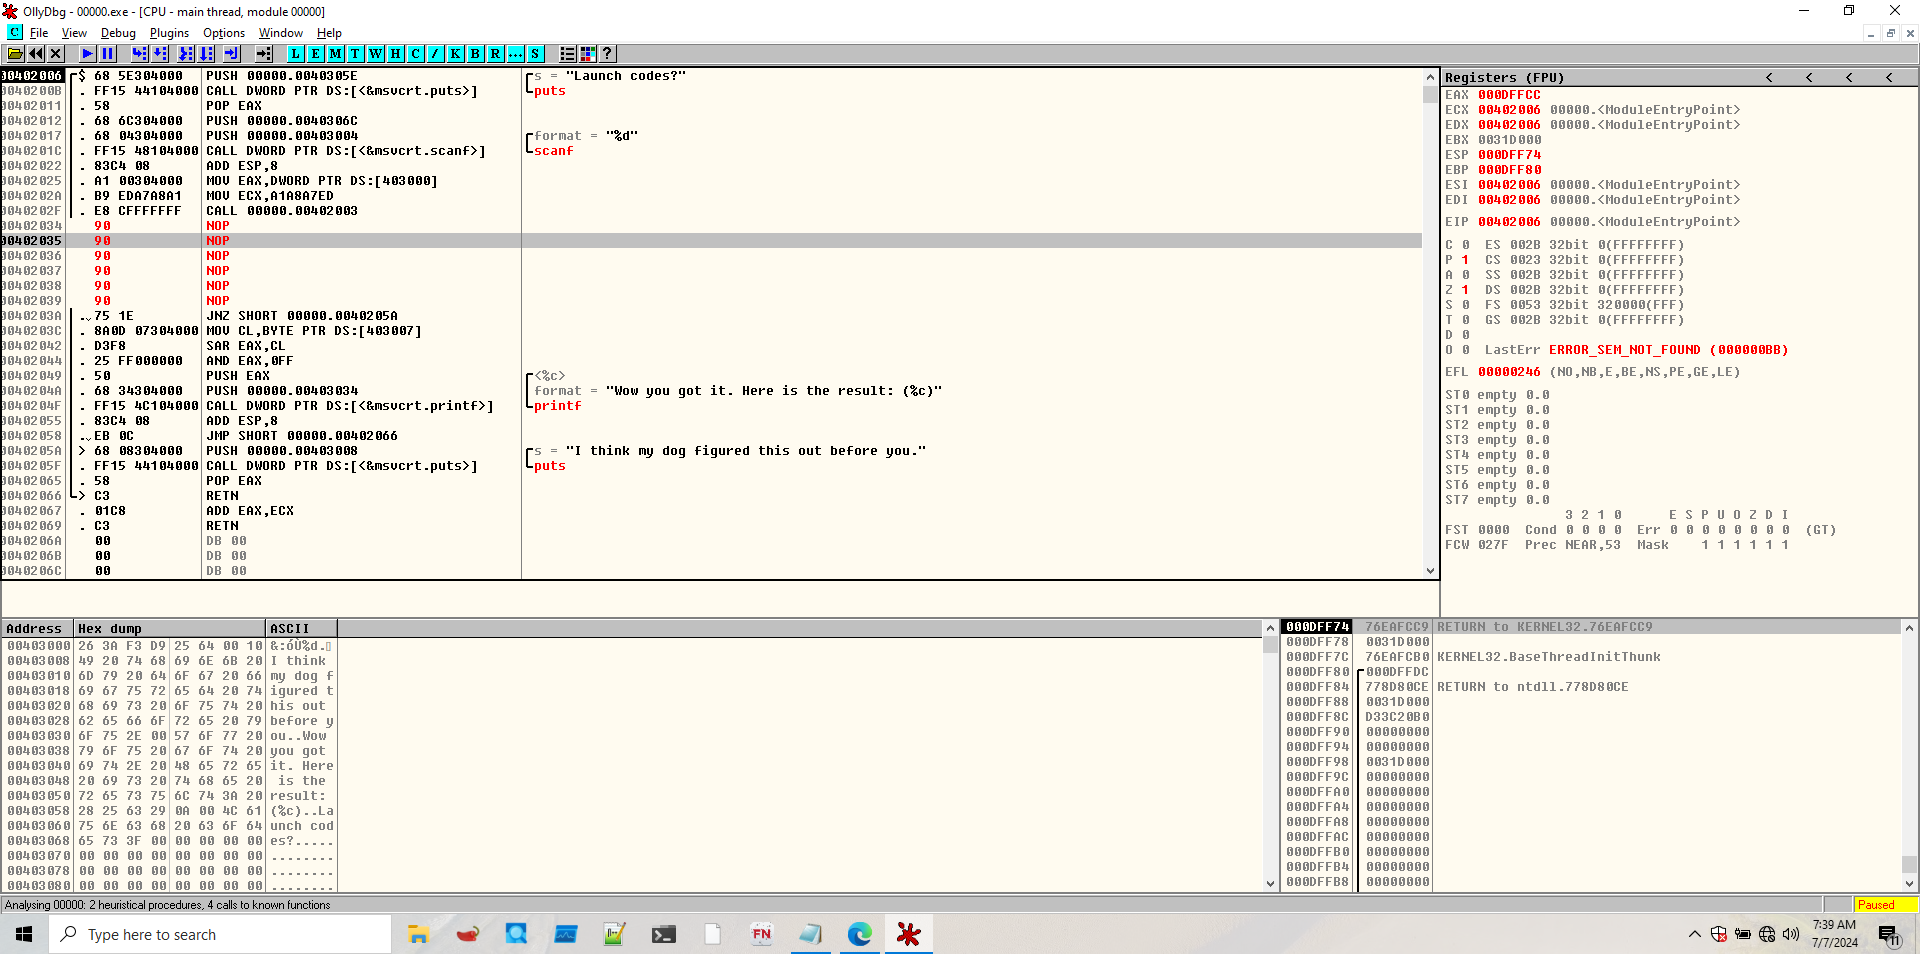 OllyDbg - 00000.exe - [CPU - main thread, module 00000]
C File View Debug Plugins Options Window Help
L E M T W H C / K B R ... S ?
00402006 $ 68 5E304000 PUSH 00000.0040305E s = "Launch codes?"
0040200B . FF15 44104000 CALL DWORD PTR DS:[<&msvcrt.puts>] puts
00402011 . 58 POP EAX
00402012 . 68 6C304000 PUSH 00000.0040306C
00402017 . 68 04304000 PUSH 00000.00403004 format = "%d"
0040201C . FF15 48104000 CALL DWORD PTR DS:[<&msvcrt.scanf>] scanf
00402022 . 83C4 08 ADD ESP,8
00402025 . A1 00304000 MOV EAX,DWORD PTR DS:[403000]
0040202A . B9 EDA7A8A1 MOV ECX,A1A8A7ED
0040202F . E8 CFFFFFFF CALL 00000.00402003
00402034 90 NOP
00402035 90 NOP
00402036 90 NOP
00402037 90 NOP
00402038 90 NOP
00402039 90 NOP
0040203A . 75 1E JNZ SHORT 00000.0040205A
0040203C . 8A0D 07304000 MOV CL,BYTE PTR DS:[403007]
00402042 . D3F8 SAR EAX,CL
00402044 . 25 FF000000 AND EAX,0FF
00402049 . 50 PUSH EAX <%c>
0040204A . 68 34304000 PUSH 00000.00403034 format = "Wow you got it. Here is the result: (%c)"
0040204F . FF15 4C104000 CALL DWORD PTR DS:[<&msvcrt.printf>] printf
00402055 . 83C4 08 ADD ESP,8
00402058 . EB 0C JMP SHORT 00000.00402066
0040205A > 68 08304000 PUSH 00000.00403008 s = "I think my dog figured this out before you."
0040205F . FF15 44104000 CALL DWORD PTR DS:[<&msvcrt.puts>] puts
00402065 . 58 POP EAX
00402066 > C3 RETN
00402067 . 01C8 ADD EAX,ECX
00402069 . C3 RETN
0040206A 00 DB 00
0040206B 00 DB 00
0040206C 00 DB 00
Registers (FPU) < < < <
EAX 000DFFCC
ECX 00402006 00000.<ModuleEntryPoint>
EDX 00402006 00000.<ModuleEntryPoint>
EBX 0031D000
ESP 000DFF74
EBP 000DFF80
ESI 00402006 00000.<ModuleEntryPoint>
EDI 00402006 00000.<ModuleEntryPoint>
EIP 00402006 00000.<ModuleEntryPoint>
C 0 ES 002B 32bit 0(FFFFFFFF)
P 1 CS 0023 32bit 0(FFFFFFFF)
A 0 SS 002B 32bit 0(FFFFFFFF)
Z 1 DS 002B 32bit 0(FFFFFFFF)
S 0 FS 0053 32bit 320000(FFF)
T 0 GS 002B 32bit 0(FFFFFFFF)
D 0
O 0 LastErr ERROR_SEM_NOT_FOUND (000000BB)
EFL 00000246 (NO,NB,E,BE,NS,PE,GE,LE)
ST0 empty 0.0
ST1 empty 0.0
ST2 empty 0.0
ST3 empty 0.0
ST4 empty 0.0
ST5 empty 0.0
ST6 empty 0.0
ST7 empty 0.0
3 2 1 0 E S P U O Z D I
FST 0000 Cond 0 0 0 0 Err 0 0 0 0 0 0 0 0 (GT)
FCW 027F Prec NEAR,53 Mask 1 1 1 1 1 1
Address Hex dump ASCII
00403000 26 3A F3 D9 25 64 00 10 &:óÙ%d.
00403008 49 20 74 68 69 6E 6B 20 I think
00403010 6D 79 20 64 6F 67 20 66 my dog f
00403018 69 67 75 72 65 64 20 74 igured t
00403020 68 69 73 20 6F 75 74 20 his out
00403028 62 65 66 6F 72 65 20 79 before y
00403030 6F 75 2E 00 57 6F 77 20 ou..Wow
00403038 79 6F 75 20 67 6F 74 20 you got
00403040 69 74 2E 20 48 65 72 65 it. Here
00403048 20 69 73 20 74 68 65 20 is the
00403050 72 65 73 75 6C 74 3A 20 result:
00403058 28 25 63 29 0A 00 4C 61 (%c)..La
00403060 75 6E 63 68 20 63 6F 64 unch cod
00403068 65 73 3F 00 00 00 00 00 es?.....
00403070 00 00 00 00 00 00 00 00 ........
00403078 00 00 00 00 00 00 00 00 ........
00403080 00 00 00 00 00 00 00 00 ........
000DFF74 76EAFCC9 RETURN to KERNEL32.76EAFCC9
000DFF78 0031D000
000DFF7C 76EAFCB0 KERNEL32.BaseThreadInitThunk
000DFF80 000DFFDC
000DFF84 778D80CE RETURN to ntdll.778D80CE
000DFF88 0031D000
000DFF8C D33C20B0
000DFF90 00000000
000DFF94 00000000
000DFF98 0031D000
000DFF9C 00000000
000DFFA0 00000000
000DFFA4 00000000
000DFFA8 00000000
000DFFAC 00000000
000DFFB0 00000000
000DFFB4 00000000
000DFFB8 00000000
Analysing 00000: 2 heuristical procedures, 4 calls to known functions
Paused
Type here to search
FN
7:39 AM
7/7/2024
11